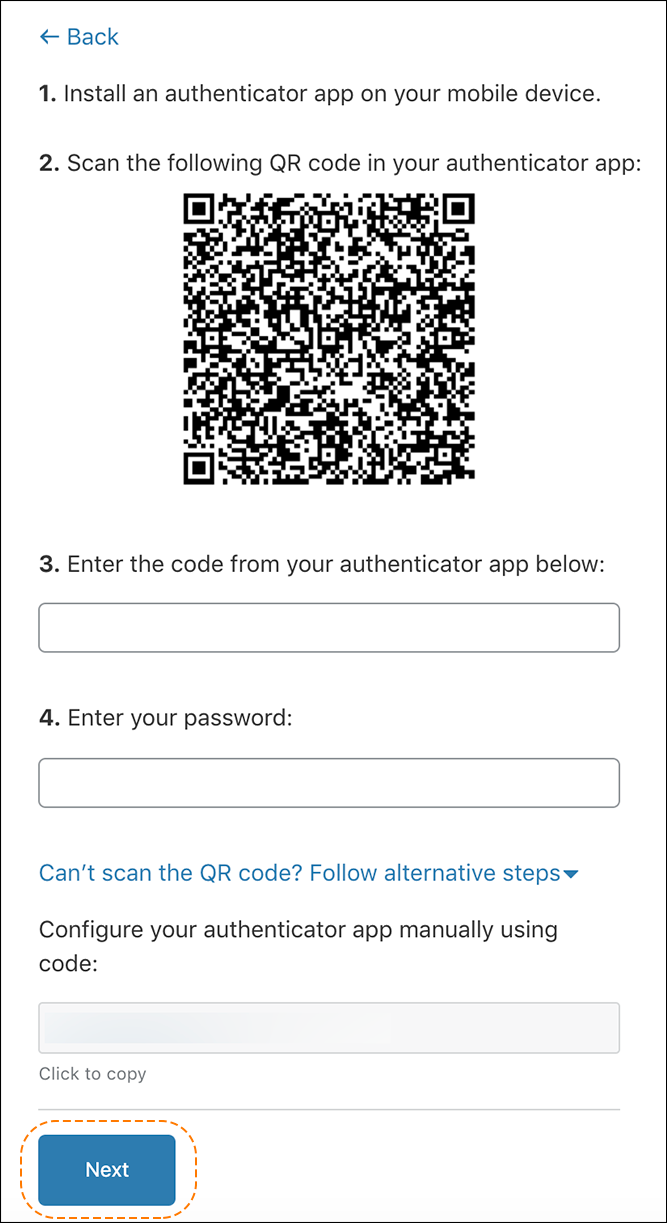 ← Back
1. Install an authenticator app on your mobile device.
2. Scan the following QR code in your authenticator app:
3. Enter the code from your authenticator app below:
4. Enter your password:
Can’t scan the QR code? Follow alternative steps
Configure your authenticator app manually using
code:
Click to copy
Next